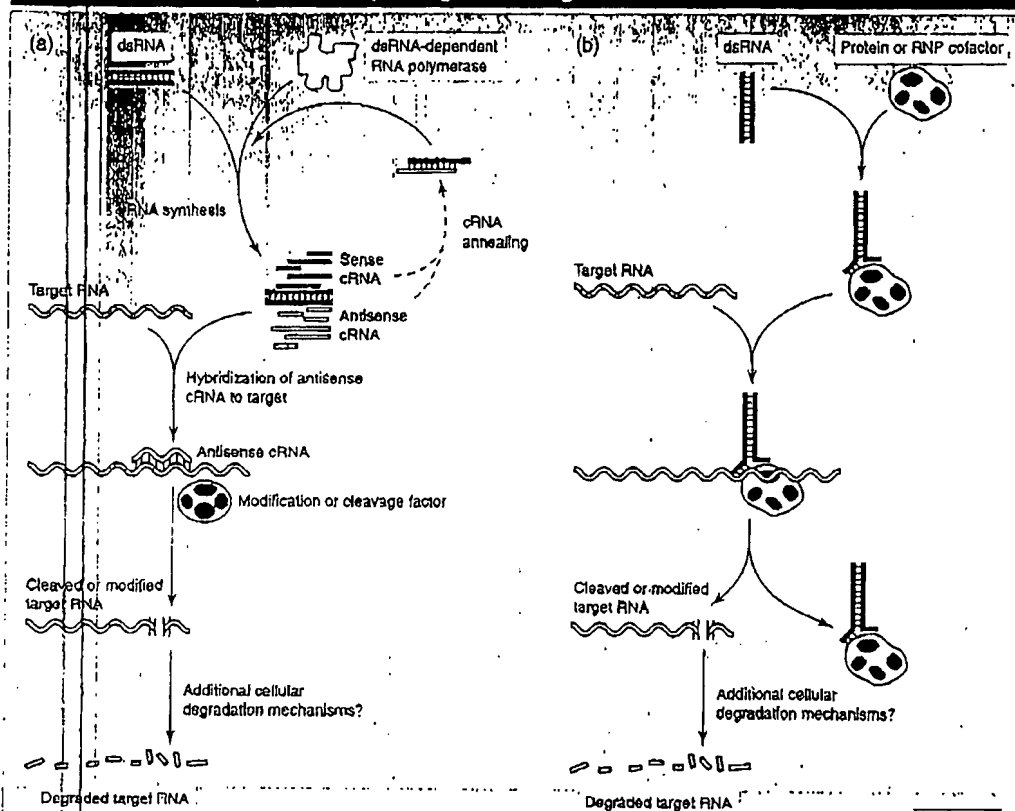 (a)
dsRNA
dsRNA-dependent
RNA polymerase
cRNA synthesis
cRNA
annealing
Sense
cRNA
Target RNA
Antisense
cRNA
Hybridization of antisense
cRNA to target
Antisense cRNA
Modification or cleavage factor
Cleaved or modified
target RNA
Additional cellular
degradation mechanisms?
Degraded target RNA
(b)
dsRNA
Protein or RNP cofactor
Target RNA
Cleaved or modified
target RNA
Additional cellular
degradation mechanisms?
Degraded target RNA